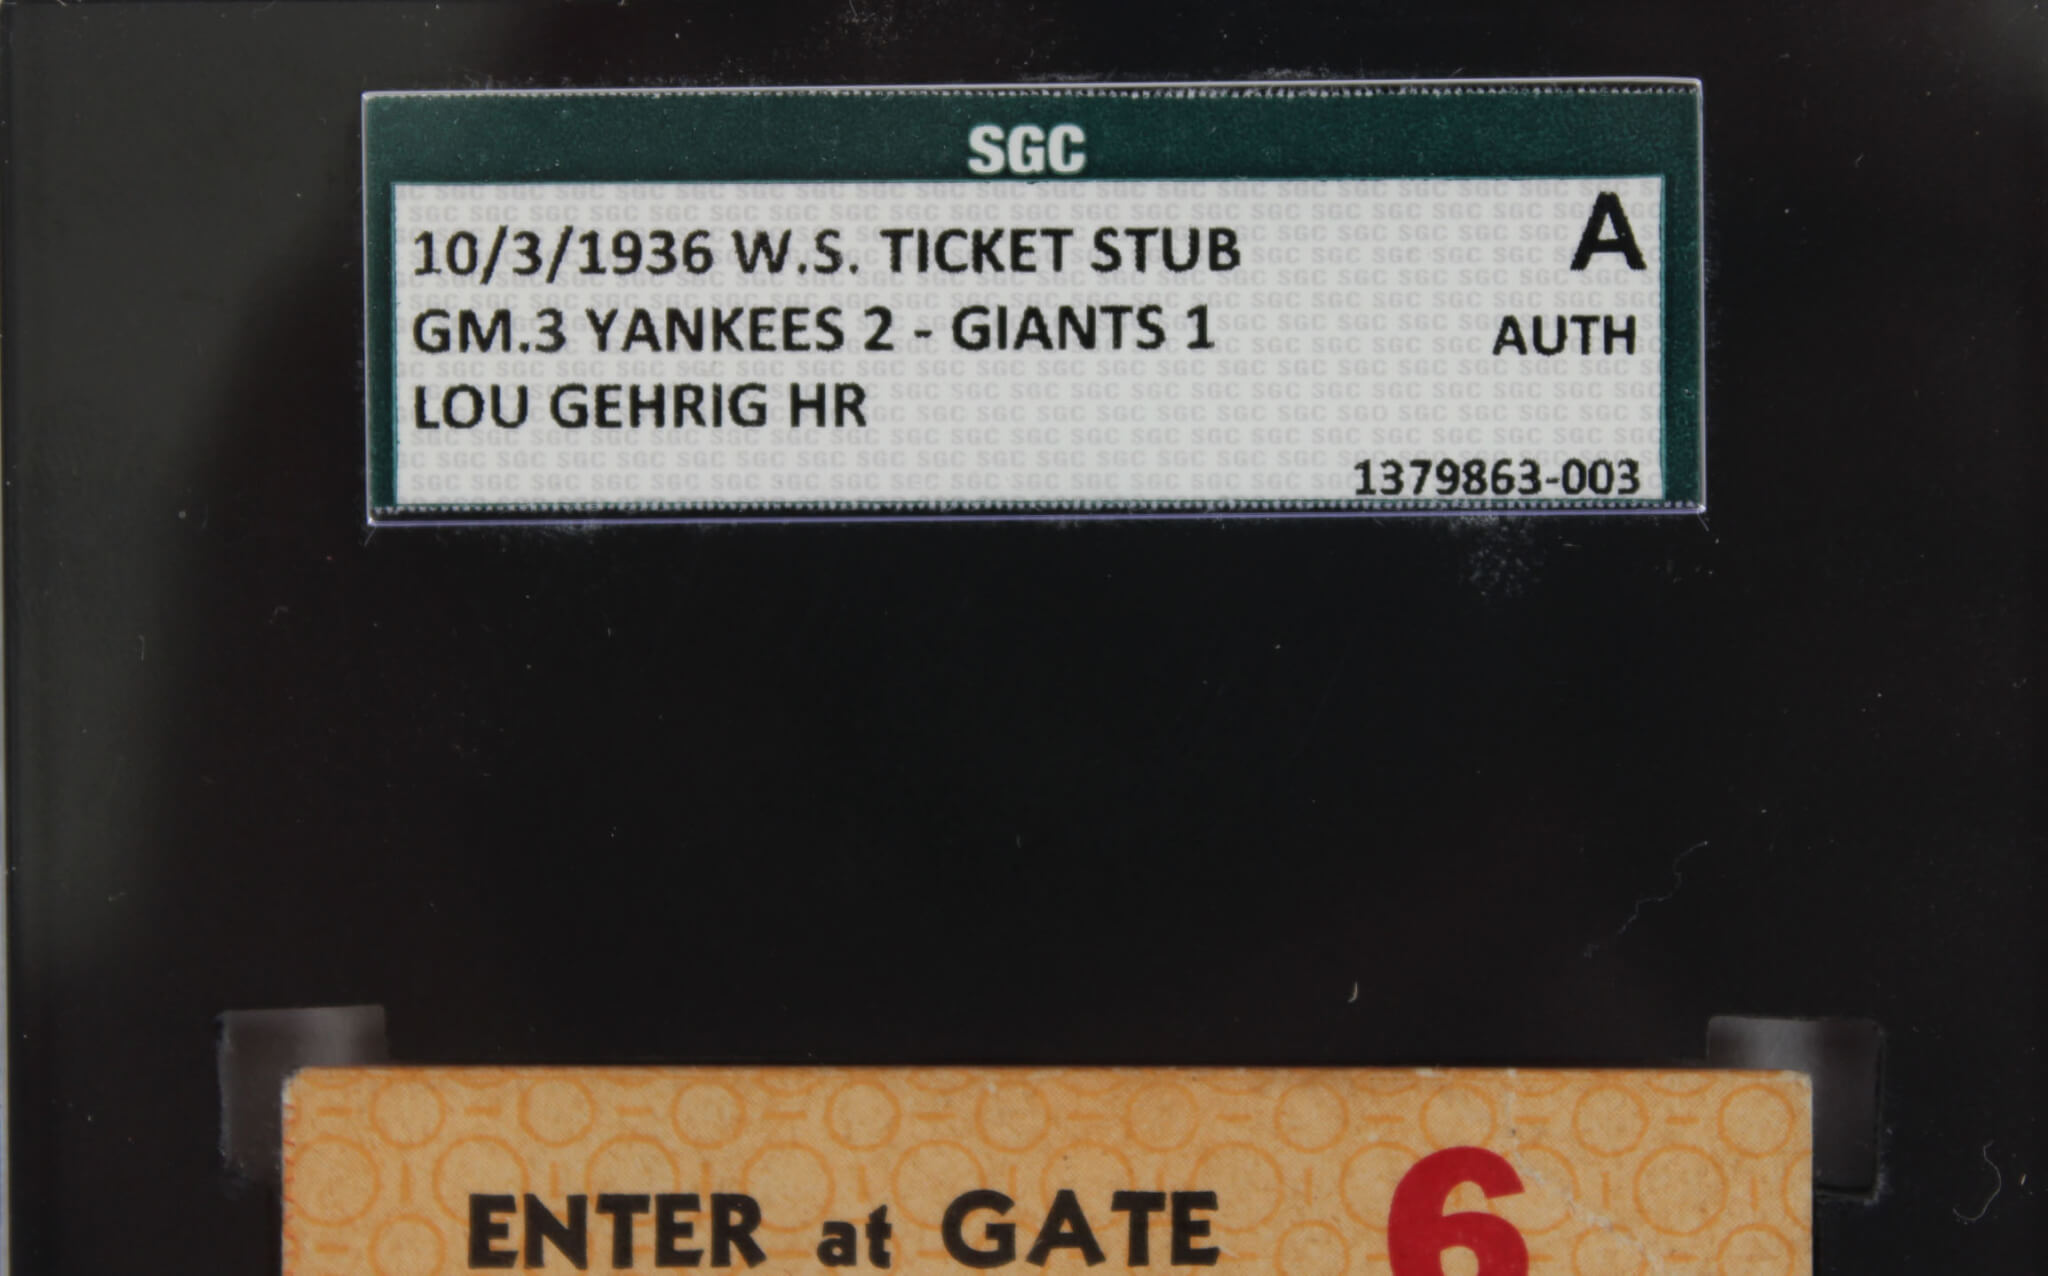 SGC
10/3/1936 W.S. TICKET STUB
A
GM.3 YANKEES 2 - GIANTS 1
AUTH
LOU GEHRIG HR
1379863-003
ENTER at GATE 6